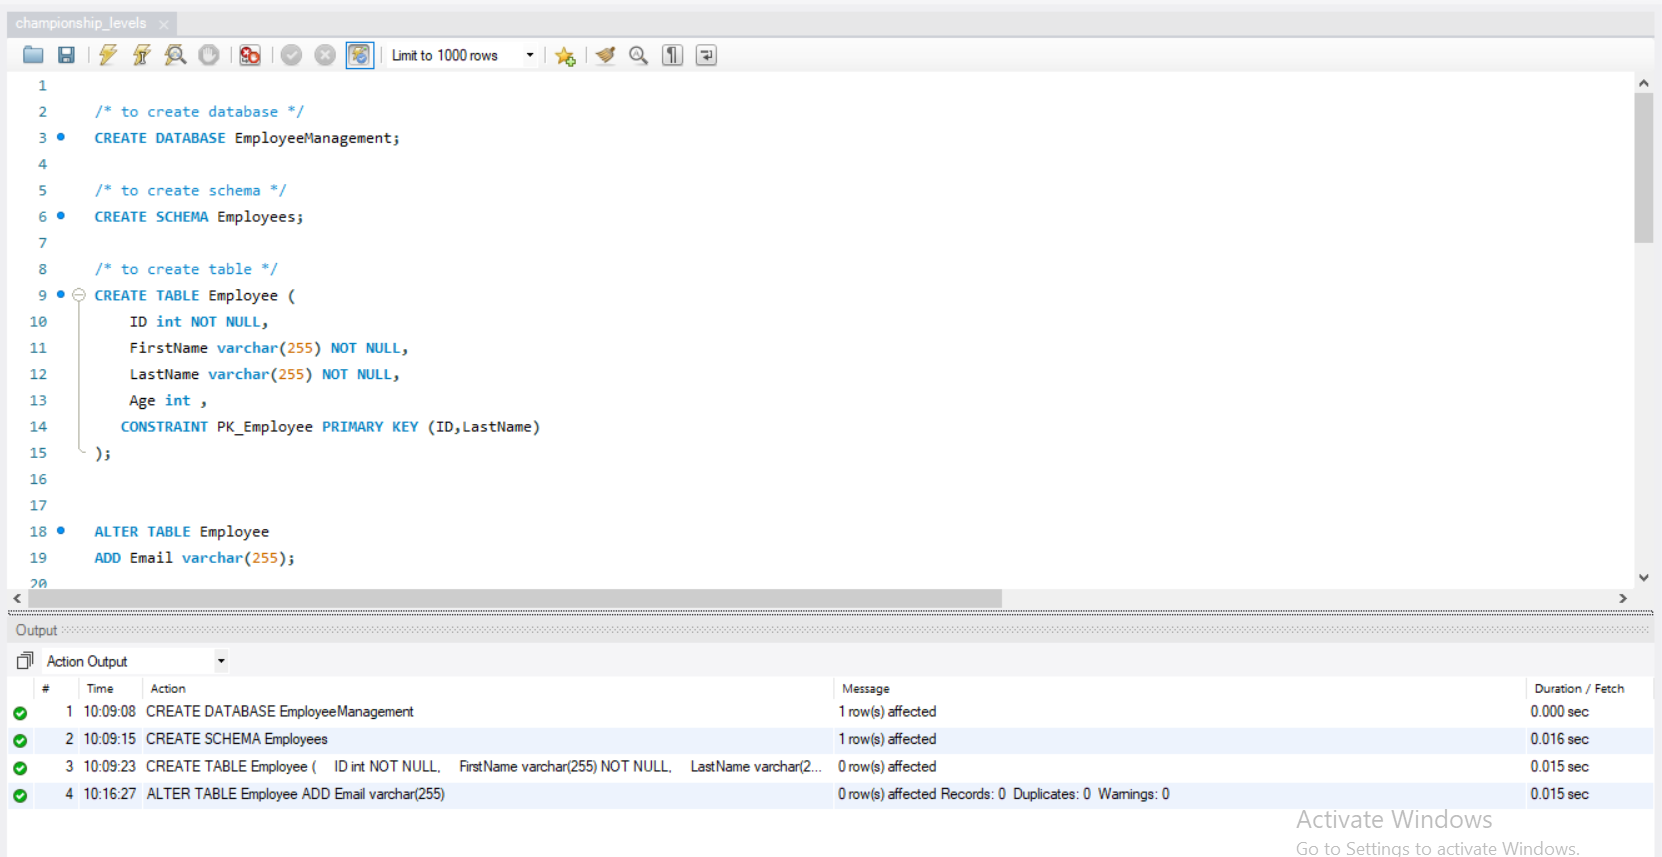 championship_levels ×
Limit to 1000 rows
1
2 /* to create database */
3 CREATE DATABASE EmployeeManagement;
4
5 /* to create schema */
6 CREATE SCHEMA Employees;
7
8 /* to create table */
9 CREATE TABLE Employee (
10 ID int NOT NULL,
11 FirstName varchar(255) NOT NULL,
12 LastName varchar(255) NOT NULL,
13 Age int ,
14 CONSTRAINT PK_Employee PRIMARY KEY (ID,LastName)
15 );
16
17
18 ALTER TABLE Employee
19 ADD Email varchar(255);
20
Output
Action Output
# Time Action Message Duration / Fetch
1 10:09:08 CREATE DATABASE EmployeeManagement 1 row(s) affected 0.000 sec
2 10:09:15 CREATE SCHEMA Employees 1 row(s) affected 0.016 sec
3 10:09:23 CREATE TABLE Employee ( ID int NOT NULL, FirstName varchar(255) NOT NULL, LastName varchar(2... 0 row(s) affected 0.015 sec
4 10:16:27 ALTER TABLE Employee ADD Email varchar(255) 0 row(s) affected Records: 0 Duplicates: 0 Warnings: 0 0.015 sec
Activate Windows
Go to Settings to activate Windows.